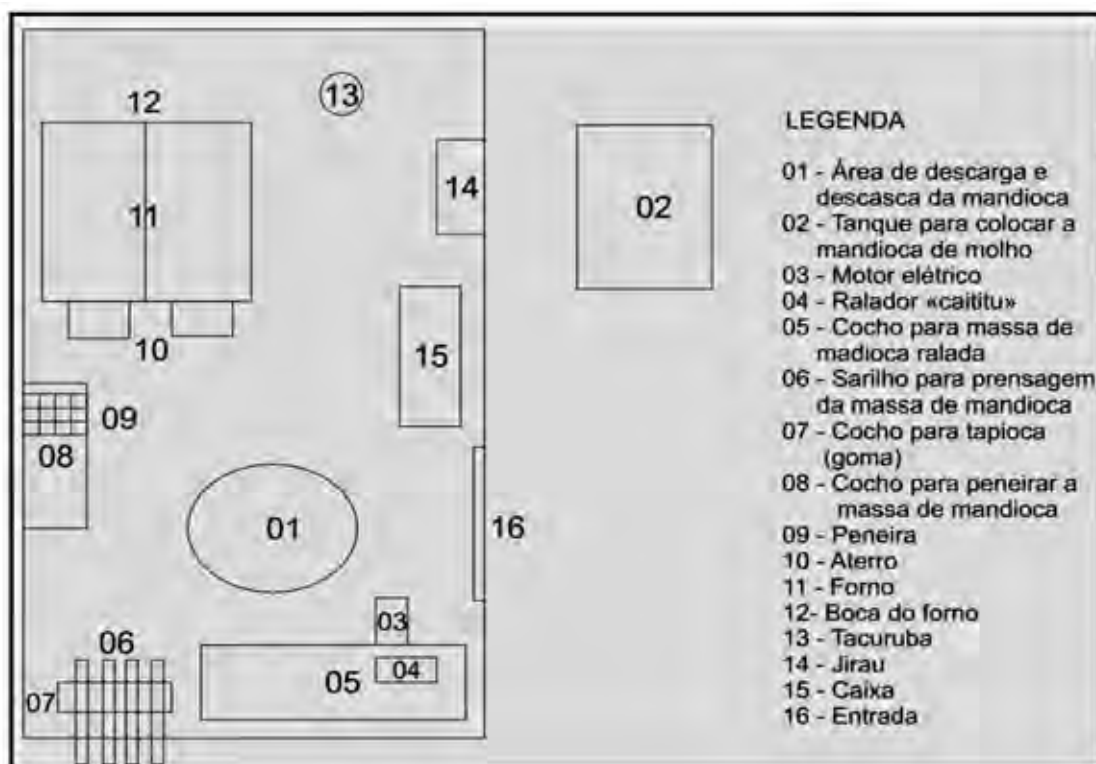 12
13
11
14
02
10
15
09
08
01
16
03
06
04
05
07
LEGENDA
01 - Área de descarga e
descasca da mandioca
02 - Tanque para colocar a
mandioca de molho
03 - Motor elétrico
04 - Ralador «caititu»
05 - Cocho para massa de
madioca ralada
06 - Sarilho para prensagem
da massa de mandioca
07 - Cocho para tapioca
(goma)
08 - Cocho para peneirar a
massa de mandioca
09 - Peneira
10 - Aterro
11 - Forno
12- Boca do forno
13 - Tacuruba
14 - Jirau
15 - Caixa
16 - Entrada